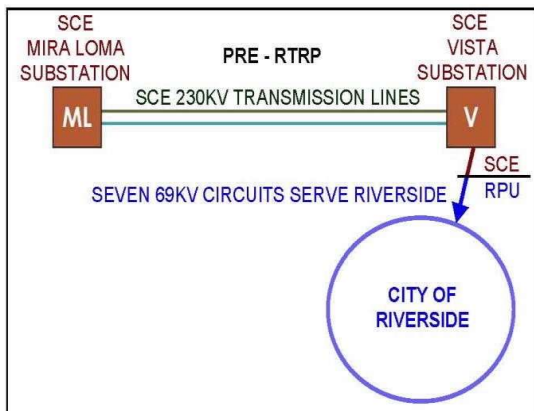 SCE
MIRA LOMA
SUBSTATION
PRE - RTRP
SCE
VISTA
SUBSTATION
ML
SCE 230KV TRANSMISSION LINES
V
SCE
SEVEN 69KV CIRCUITS SERVE RIVERSIDE
RPU
CITY OF
RIVERSIDE